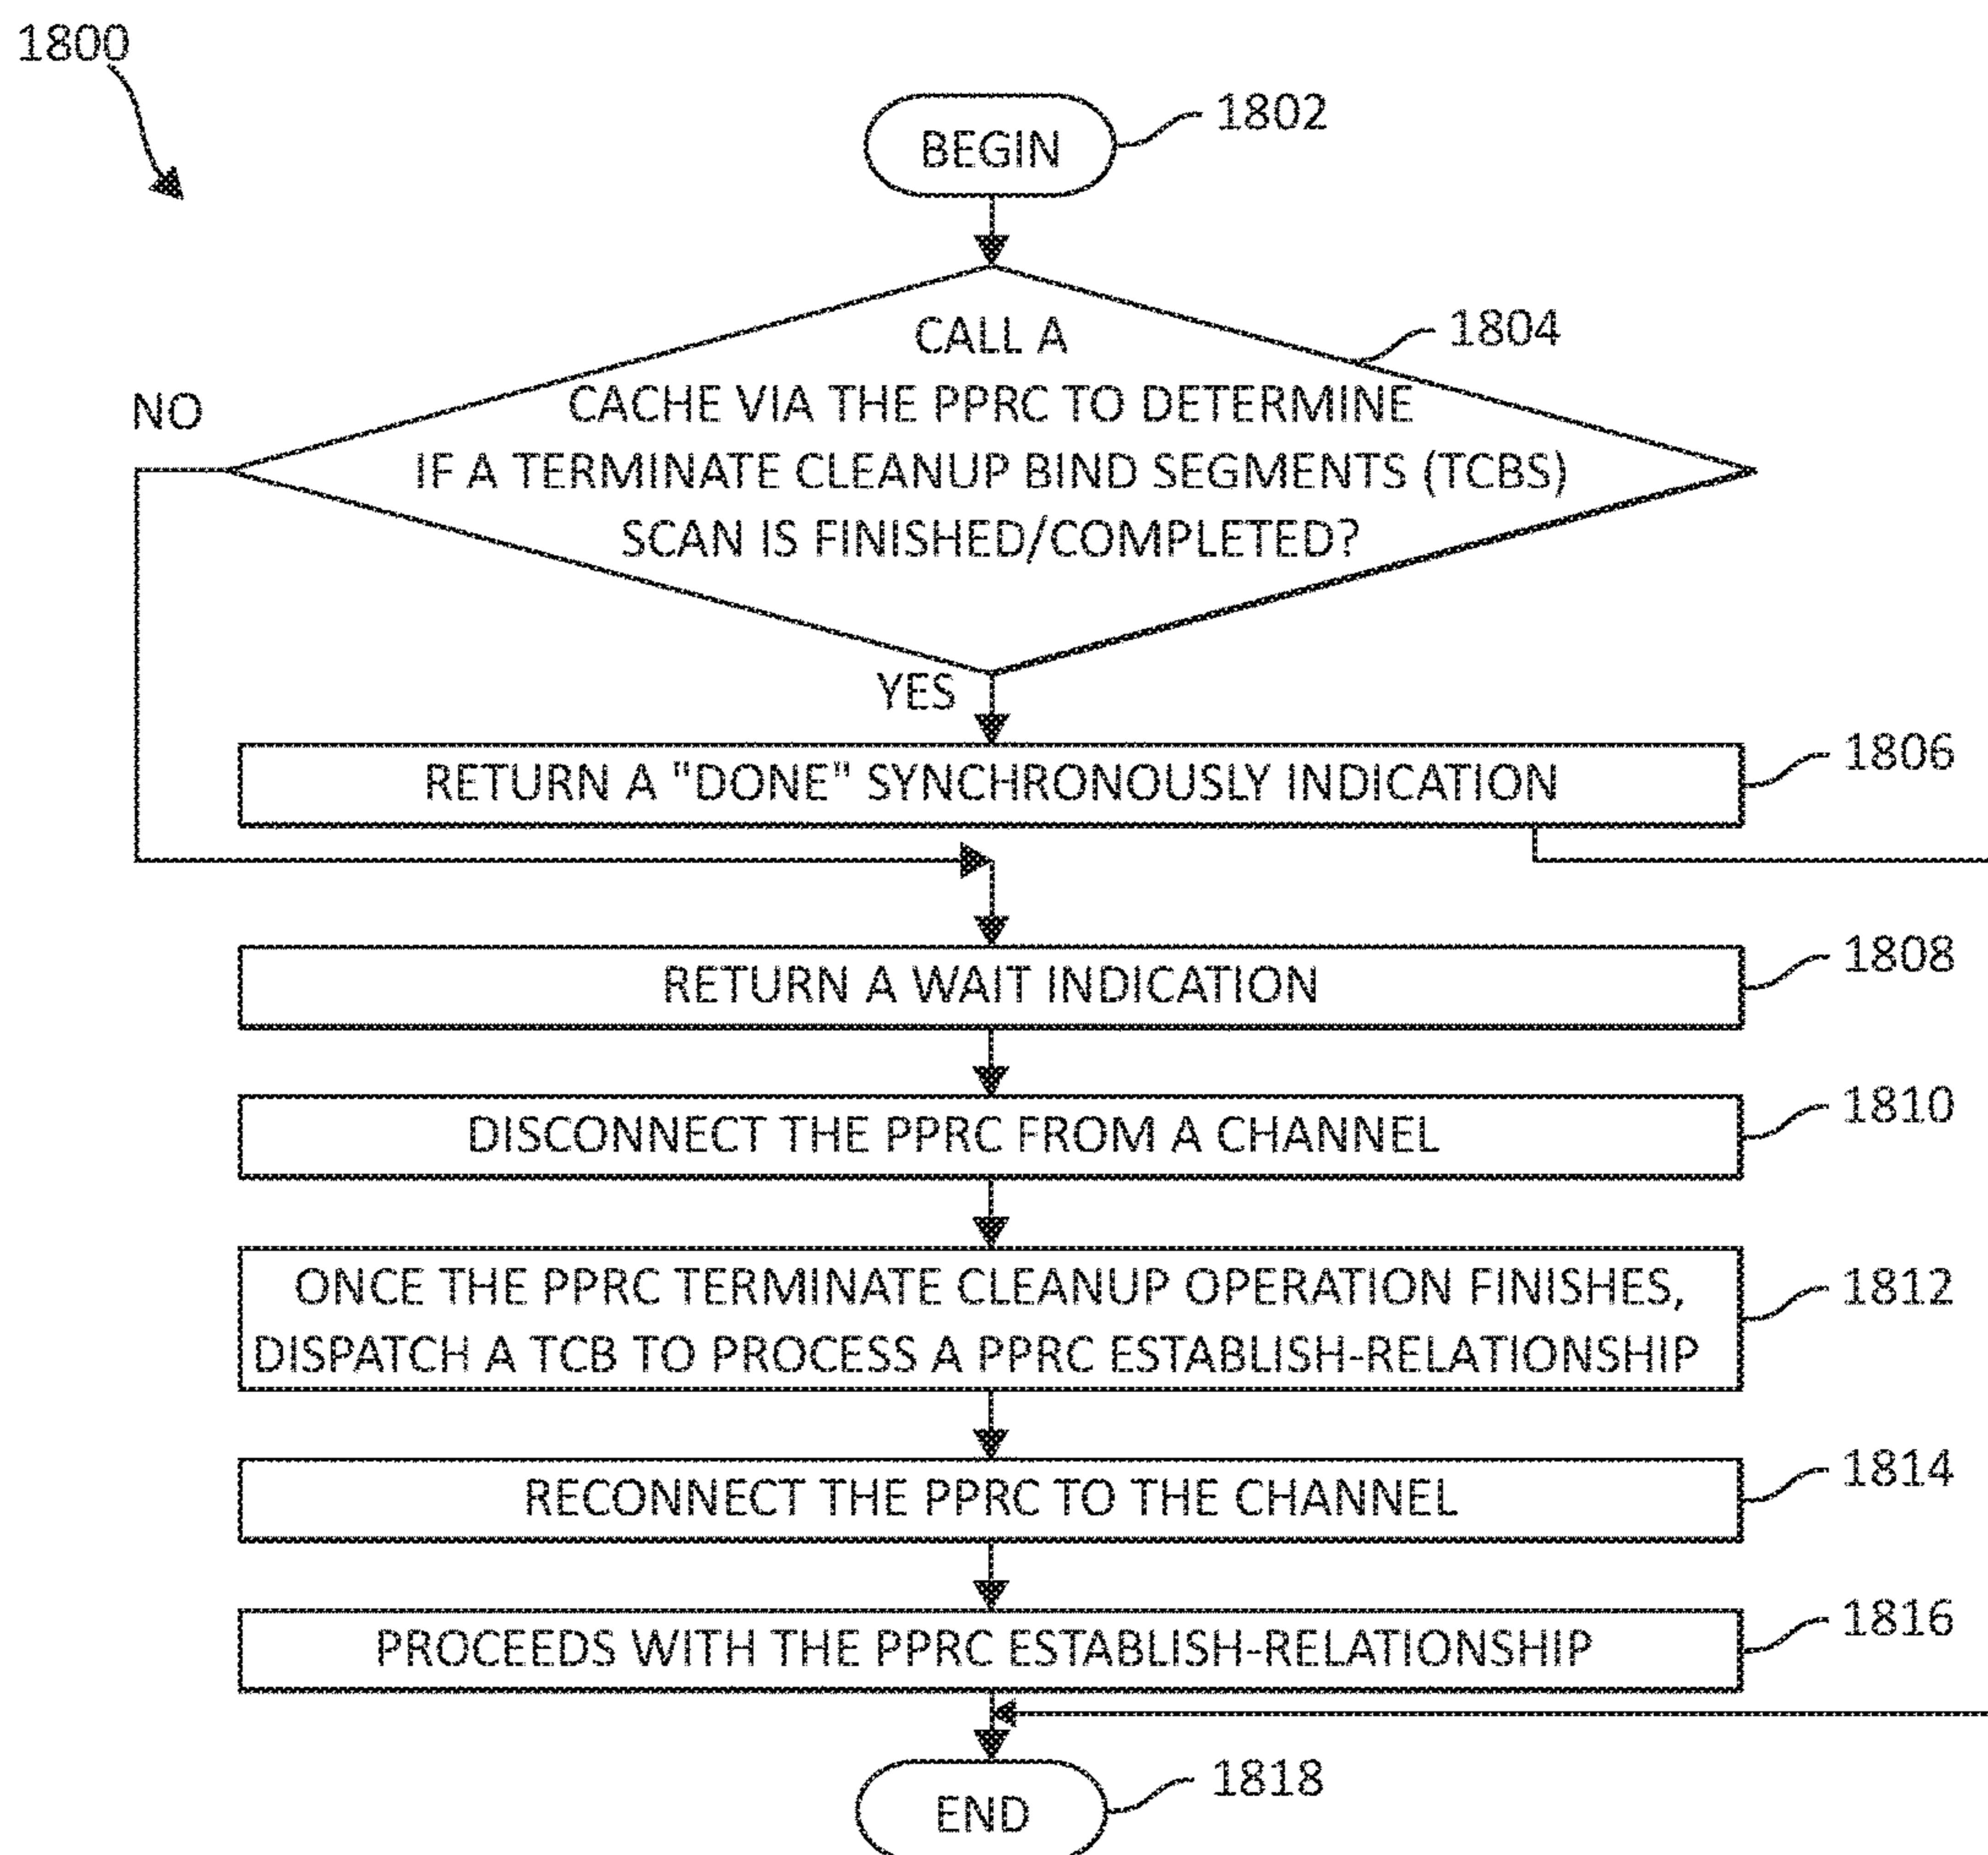 1800
BEGIN
1802
CALL A
CACHE VIA THE PPRC TO DETERMINE
IF A TERMINATE CLEANUP BIND SEGMENTS (TCBS)
SCAN IS FINISHED/COMPLETED?
1804
NO
YES
RETURN A "DONE" SYNCHRONOUSLY INDICATION
1806
RETURN A WAIT INDICATION
1808
DISCONNECT THE PPRC FROM A CHANNEL
1810
ONCE THE PPRC TERMINATE CLEANUP OPERATION FINISHES,
DISPATCH A TCB TO PROCESS A PPRC ESTABLISH-RELATIONSHIP
1812
RECONNECT THE PPRC TO THE CHANNEL
1814
PROCEEDS WITH THE PPRC ESTABLISH-RELATIONSHIP
1816
END
1818